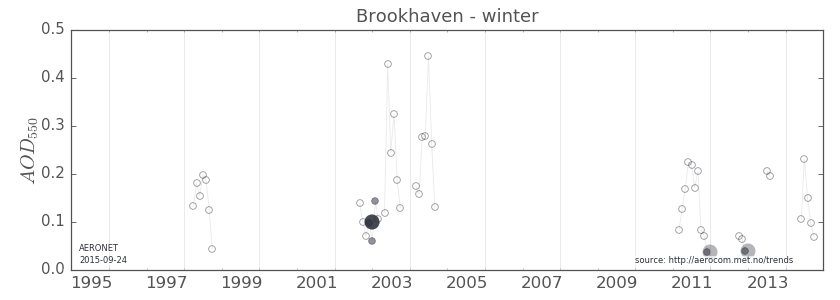 Brookhaven - winter
0.5
0.4
0.3
0.2
0.1
0.0
AOD550
AERONET
2015-09-24
source: http://aerocom.met.no/trends
1995 1997 1999 2001 2003 2005 2007 2009 2011 2013